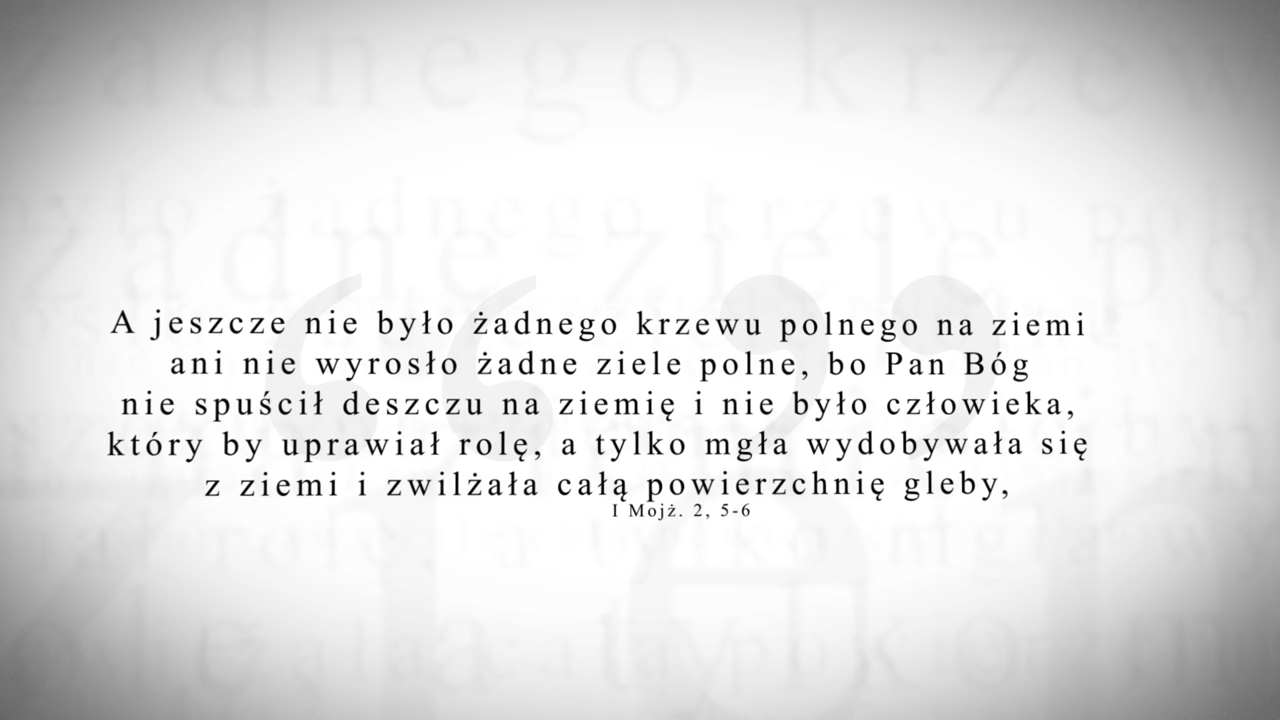 A jeszcze nie było żadnego krzewu polnego na ziemi
ani nie wyrosło żadne ziele polne, bo Pan Bóg
nie spuścił deszczu na ziemię i nie było człowieka,
który by uprawiał rolę, a tylko mgła wydobywała się
z ziemi i zwilżała całą powierzchnię gleby,
I Mojż. 2, 5-6